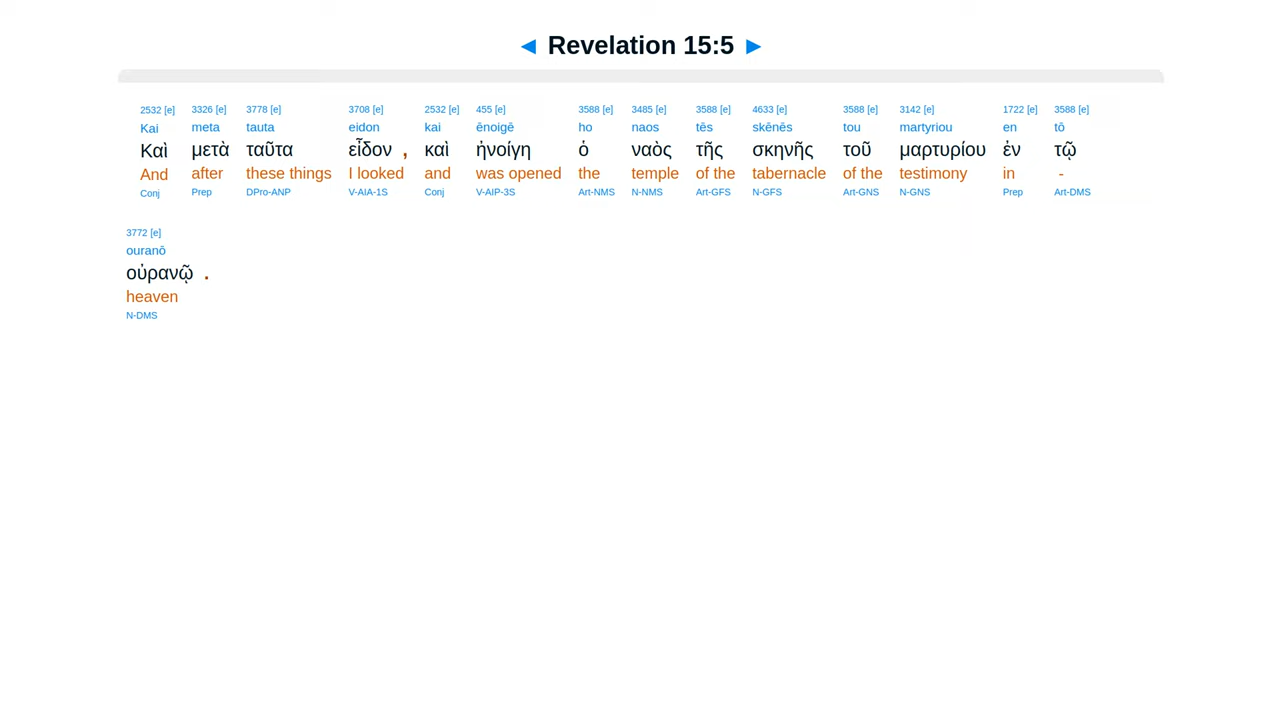 ◄ Revelation 15:5 ►
2532 [e] 3326 [e] 3778 [e] 3708 [e] 2532 [e] 455 [e] 3588 [e] 3485 [e] 3588 [e] 4633 [e] 3588 [e] 3142 [e] 1722 [e] 3588 [e]
Kai meta tauta eidon kai ēnoigē ho naos tēs skēnēs tou martyriou en tō
Καὶ μετὰ ταῦτα εἶδον , καὶ ἠνοίγη ὁ ναὸς τῆς σκηνῆς τοῦ μαρτυρίου ἐν τῷ
And after these things I looked and was opened the temple of the tabernacle of the testimony in -
Conj Prep DPro-ANP V-AIA-1S Conj V-AIP-3S Art-NMS N-NMS Art-GFS N-GFS Art-GNS N-GNS Prep Art-DMS
3772 [e]
ouranō
οὐρανῷ .
heaven
N-DMS